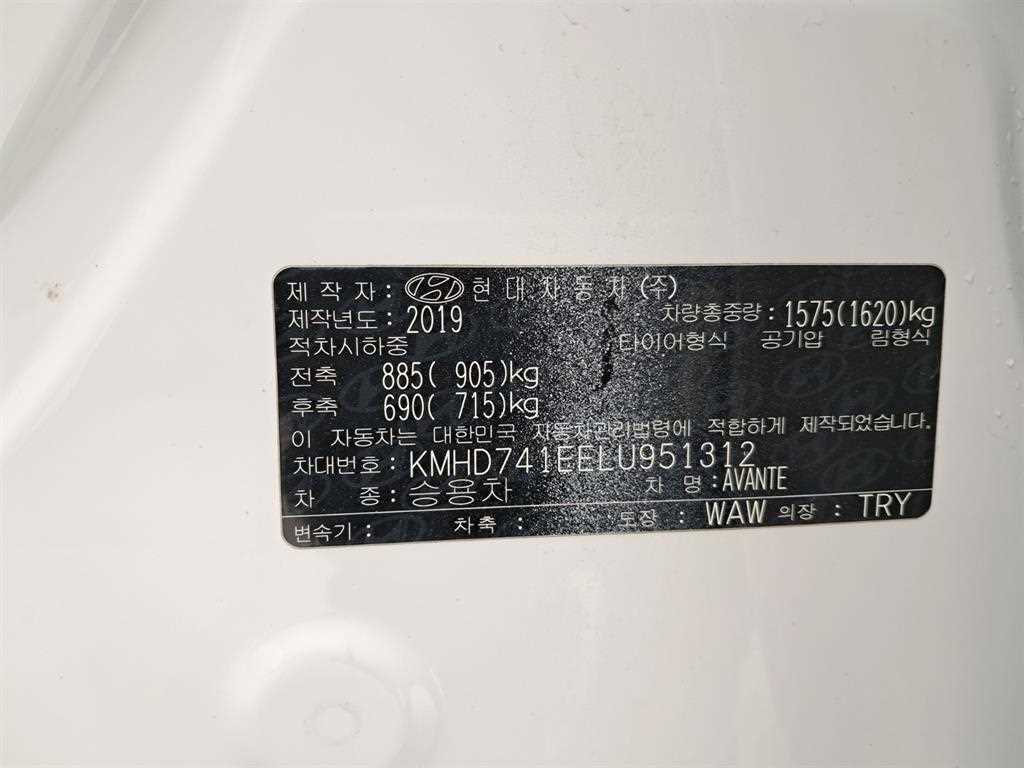 제 작 자 : 현대자동차(주)
제작년도 : 2019 차량총중량 : 1575(1620)kg
적차시하중 타이어형식 공기압 림형식
전축 885( 905)kg
후축 690( 715)kg
이 자동차는 대한민국 자동차관리법령에 적합하게 제작되었습니다.
차대번호 : KMHD741EELU951312
차 종 : 승용차 차 명 : AVANTE
변속기 : 차축 : 도장 : WAW 의장 : TRY